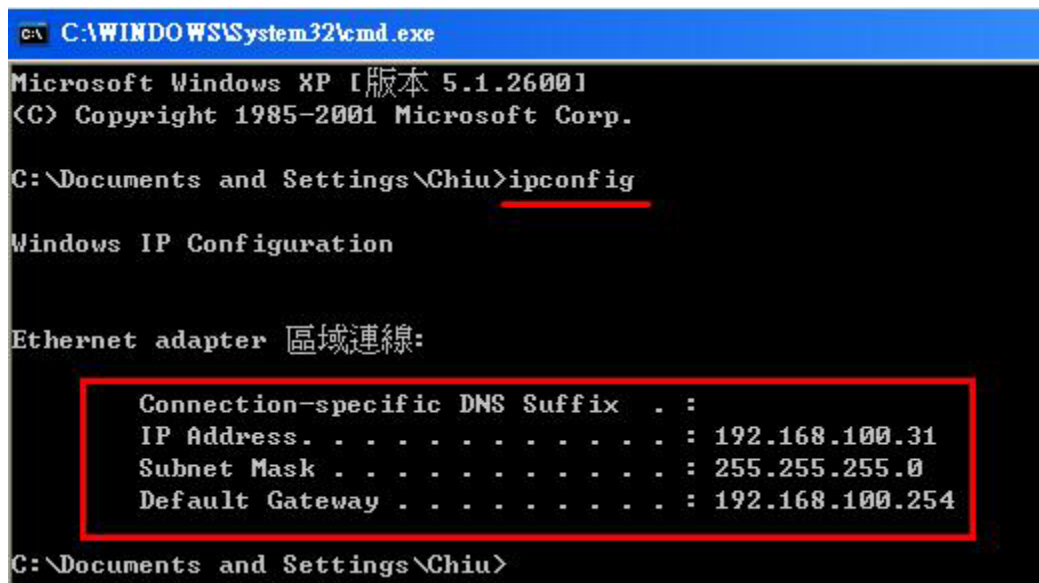 C:\WINDOWS\System32\cmd.exe
Microsoft Windows XP [版本 5.1.2600]
(C) Copyright 1985-2001 Microsoft Corp.
C:\Documents and Settings\Chiu>ipconfig
Windows IP Configuration
Ethernet adapter 區域連線:
Connection-specific DNS Suffix  . :
IP Address. . . . . . . . . . . . : 192.168.100.31
Subnet Mask . . . . . . . . . . . : 255.255.255.0
Default Gateway . . . . . . . . . : 192.168.100.254
C:\Documents and Settings\Chiu>